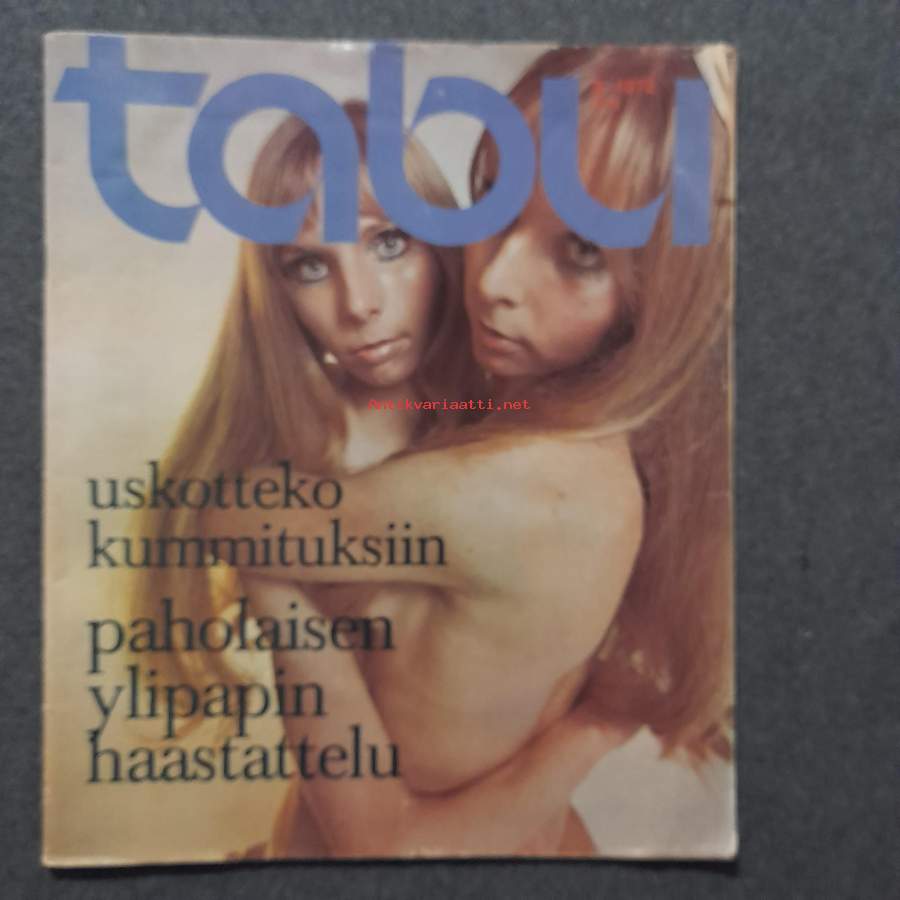 tabu
Antikvariaatti.net
uskotteko
kummituksiin
paholaisen
ylipapin
haastattelu